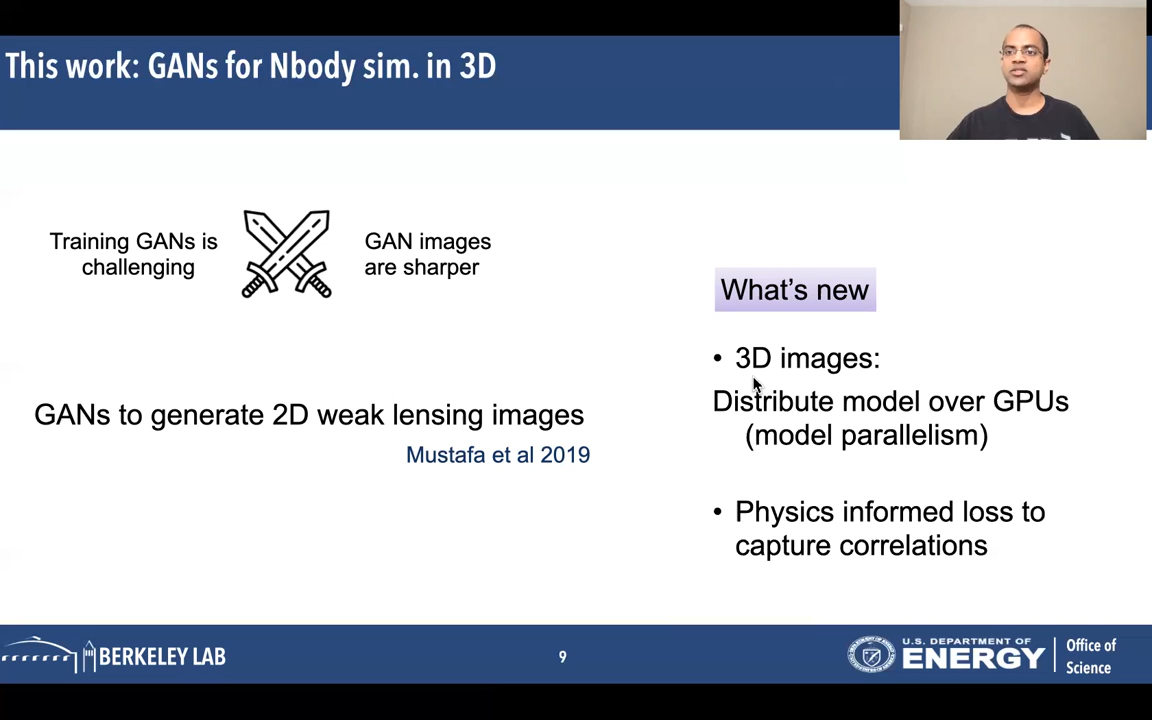 This work: GANs for Nbody sim. in 3D
Training GANs is
challenging
GAN images
are sharper
GANs to generate 2D weak lensing images
Mustafa et al 2019
What's new
• 3D images:
Distribute model over GPUs
(model parallelism)
• Physics informed loss to
capture correlations
BERKELEY LAB
9
U.S. DEPARTMENT OF
ENERGY
Office of
Science